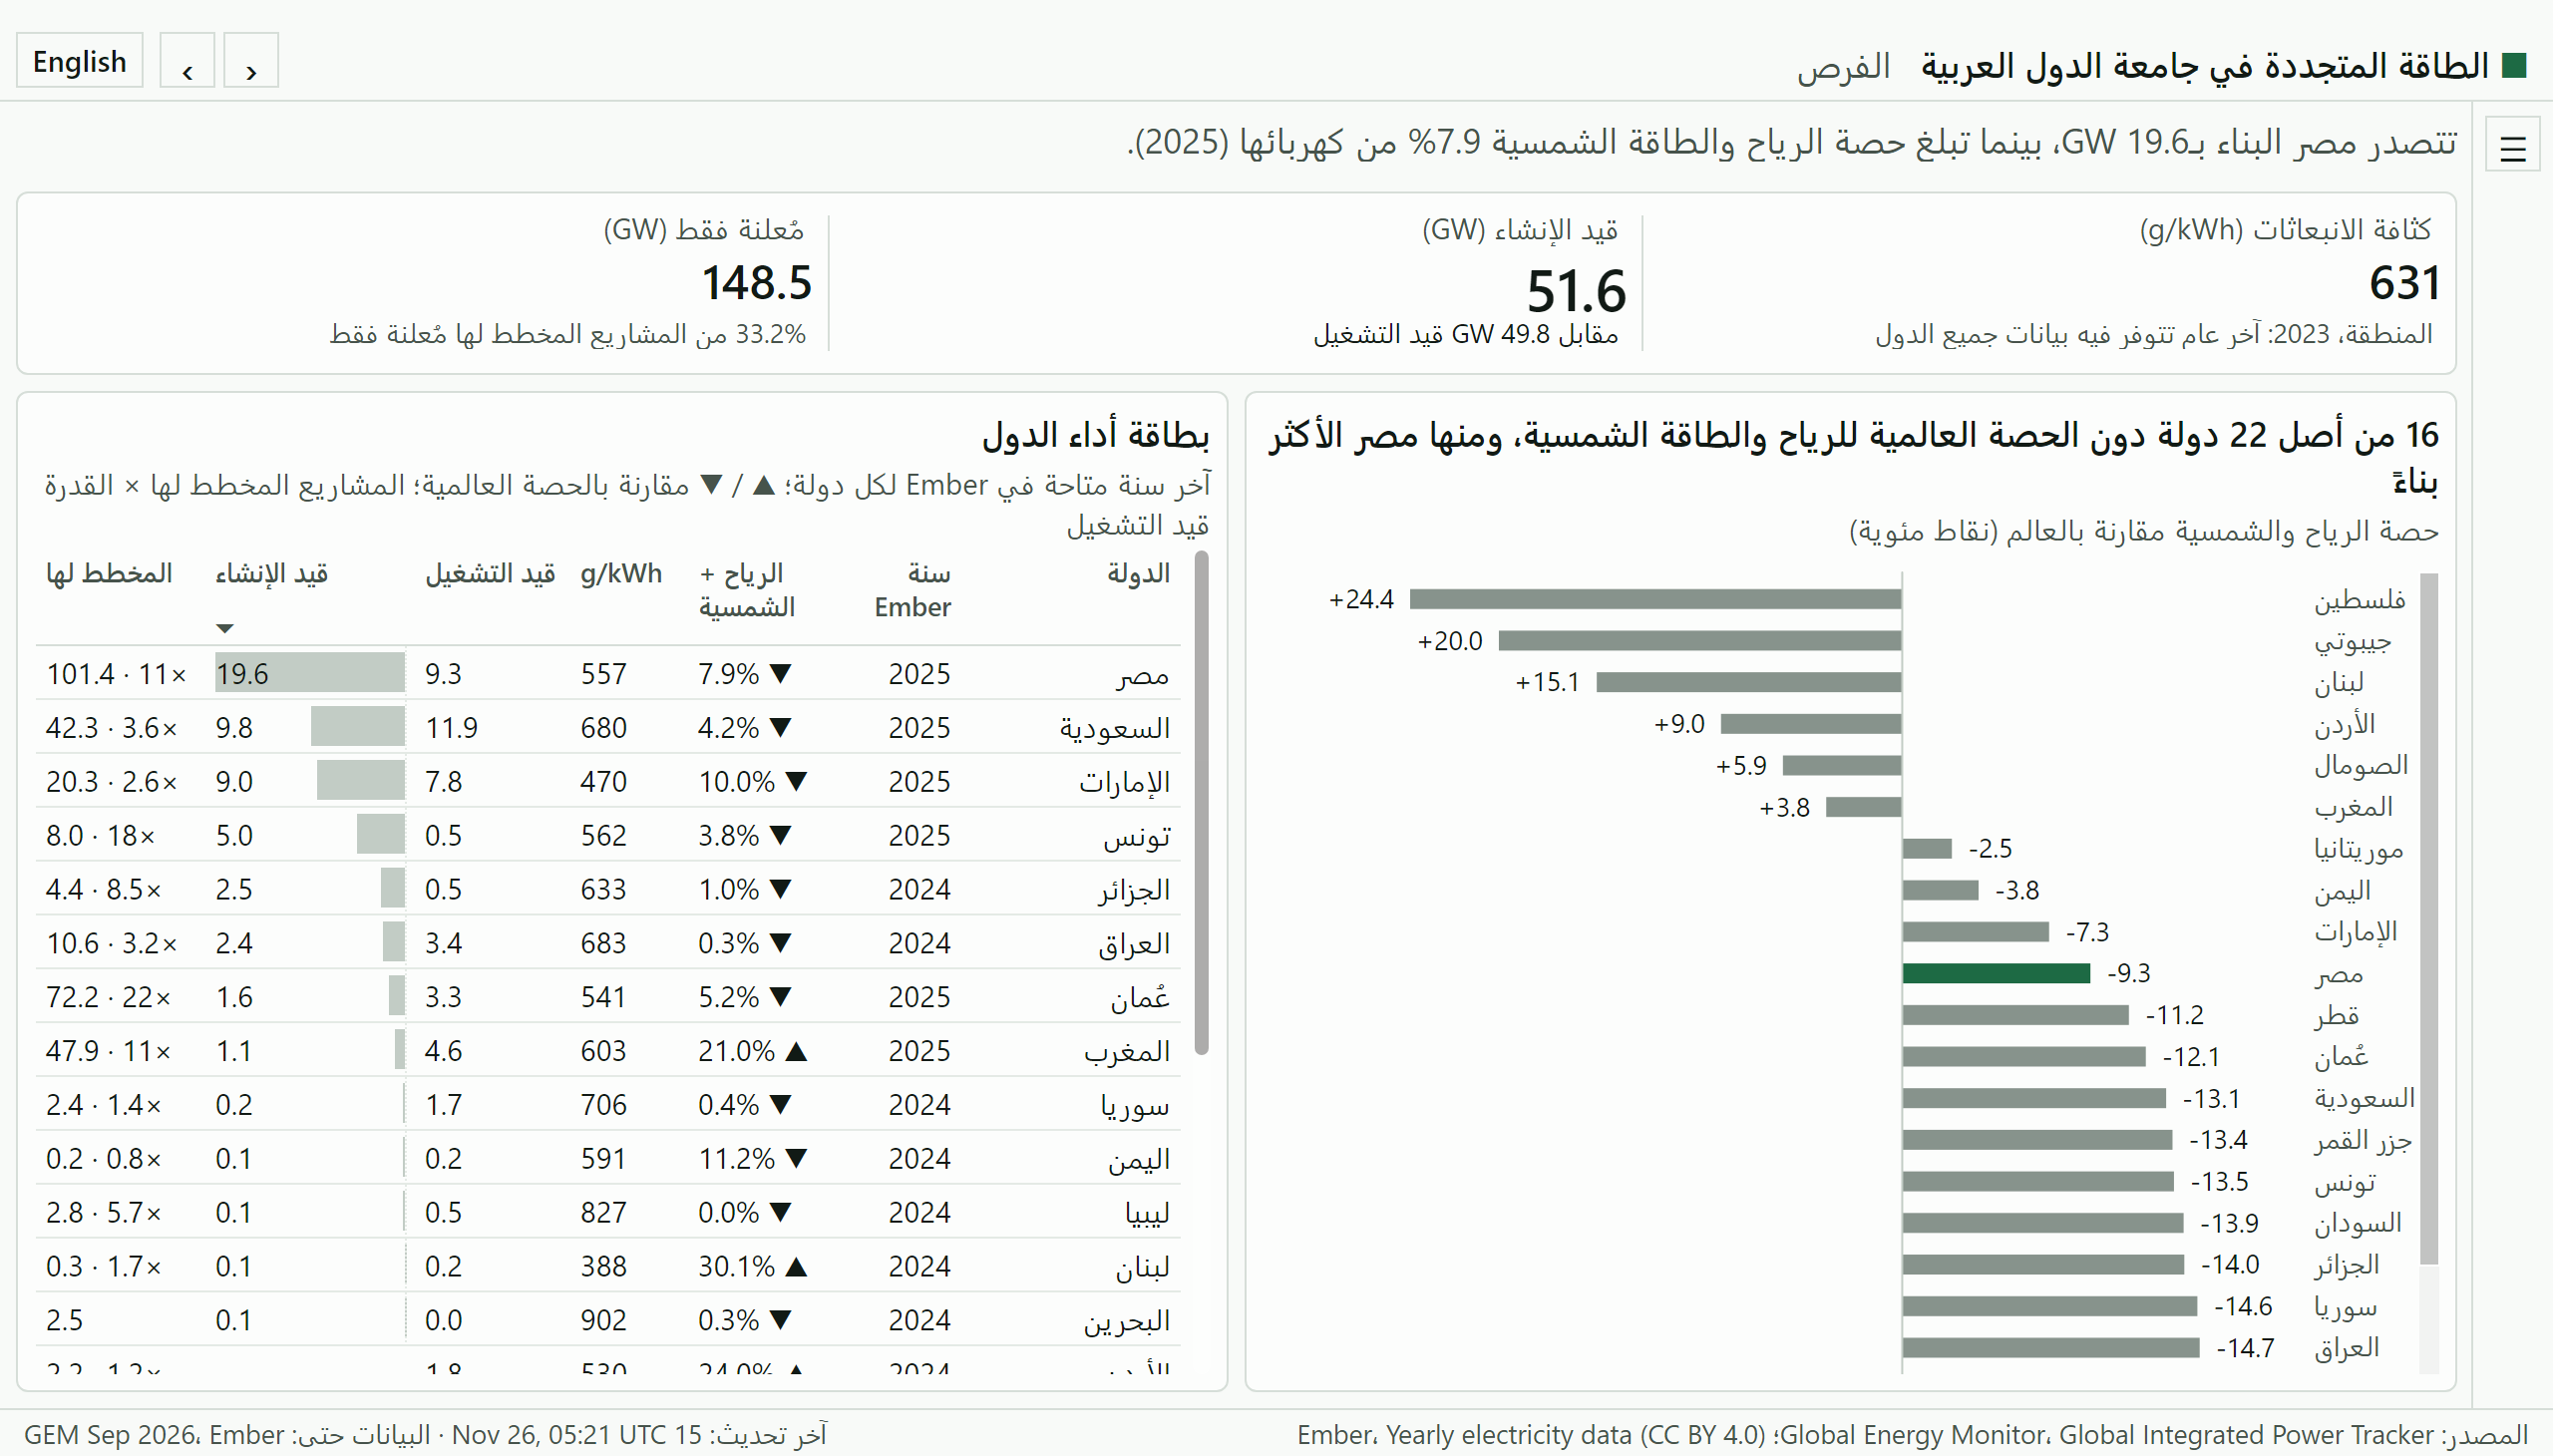 الطاقة المتجددة في جامعة الدول العربية الفرص
English
تتصدر مصر البناء بـ19.6 GW، بينما تبلغ حصة الرياح والطاقة الشمسية 7.9% من كهربائها (2025).
كثافة الانبعاثات (g/kWh)
631
المنطقة، 2023: آخر عام تتوفر فيه بيانات جميع الدول
قيد الإنشاء (GW)
51.6
مقابل 49.8 GW قيد التشغيل
مُعلنة فقط (GW)
148.5
33.2% من المشاريع المخطط لها مُعلنة فقط
16 من أصل 22 دولة دون الحصة العالمية للرياح والطاقة الشمسية، ومنها مصر الأكثر
بناءً
حصة الرياح والشمسية مقارنة بالعالم (نقاط مئوية)
فلسطين +24.4
جيبوتي +20.0
لبنان +15.1
الأردن +9.0
الصومال +5.9
المغرب +3.8
موريتانيا -2.5
اليمن -3.8
الإمارات -7.3
مصر -9.3
قطر -11.2
عُمان -12.1
السعودية -13.1
جزر القمر -13.4
تونس -13.5
السودان -13.9
الجزائر -14.0
سوريا -14.6
العراق -14.7
بطاقة أداء الدول
آخر سنة متاحة في Ember لكل دولة؛ ▲ / ▼ مقارنة بالحصة العالمية؛ المشاريع المخطط لها × القدرة
قيد التشغيل
الدولة سنة Ember الرياح + الشمسية g/kWh قيد التشغيل قيد الإنشاء المخطط لها
مصر 2025 7.9% ▼ 557 9.3 19.6 101.4 · 11×
السعودية 2025 4.2% ▼ 680 11.9 9.8 42.3 · 3.6×
الإمارات 2025 10.0% ▼ 470 7.8 9.0 20.3 · 2.6×
تونس 2025 3.8% ▼ 562 0.5 5.0 8.0 · 18×
الجزائر 2024 1.0% ▼ 633 0.5 2.5 4.4 · 8.5×
العراق 2024 0.3% ▼ 683 3.4 2.4 10.6 · 3.2×
عُمان 2025 5.2% ▼ 541 3.3 1.6 72.2 · 22×
المغرب 2025 21.0% ▲ 603 4.6 1.1 47.9 · 11×
سوريا 2024 0.4% ▼ 706 1.7 0.2 2.4 · 1.4×
اليمن 2024 11.2% ▼ 591 0.2 0.1 0.2 · 0.8×
ليبيا 2024 0.0% ▼ 827 0.5 0.1 2.8 · 5.7×
لبنان 2024 30.1% ▲ 388 0.2 0.1 0.3 · 1.7×
البحرين 2024 0.3% ▼ 902 0.0 0.1 2.5
المصدر: Ember، Yearly electricity data (CC BY 4.0)؛ Global Energy Monitor، Global Integrated Power Tracker
آخر تحديث: 15 Nov 26, 05:21 UTC · البيانات حتى: GEM Sep 2026، Ember